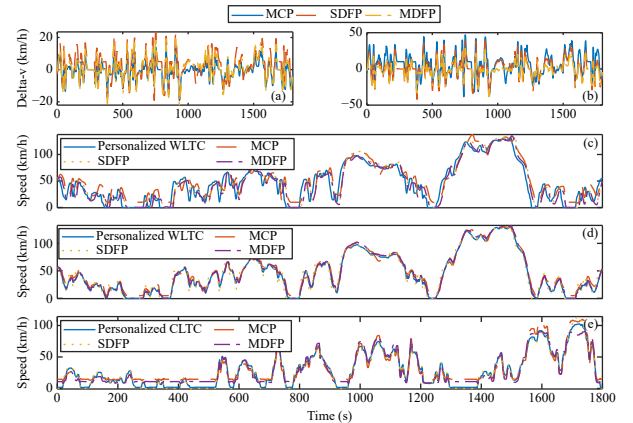 MCP SDFP MDFP
Delta-v (km/h)
20
0
−20
0 500 1000 1500
(a)
50
0
−50
0 500 1000 1500
(b)
Speed (km/h)
100
50
0
Personalized WLTC MCP
SDFP MDFP
(c)
Speed (km/h)
100
50
0
Personalized WLTC MCP
SDFP MDFP
(d)
Speed (km/h)
100
50
0
Personalized CLTC MCP
SDFP MDFP
(e)
0 200 400 600 800 1000 1200 1400 1600 1800
Time (s)